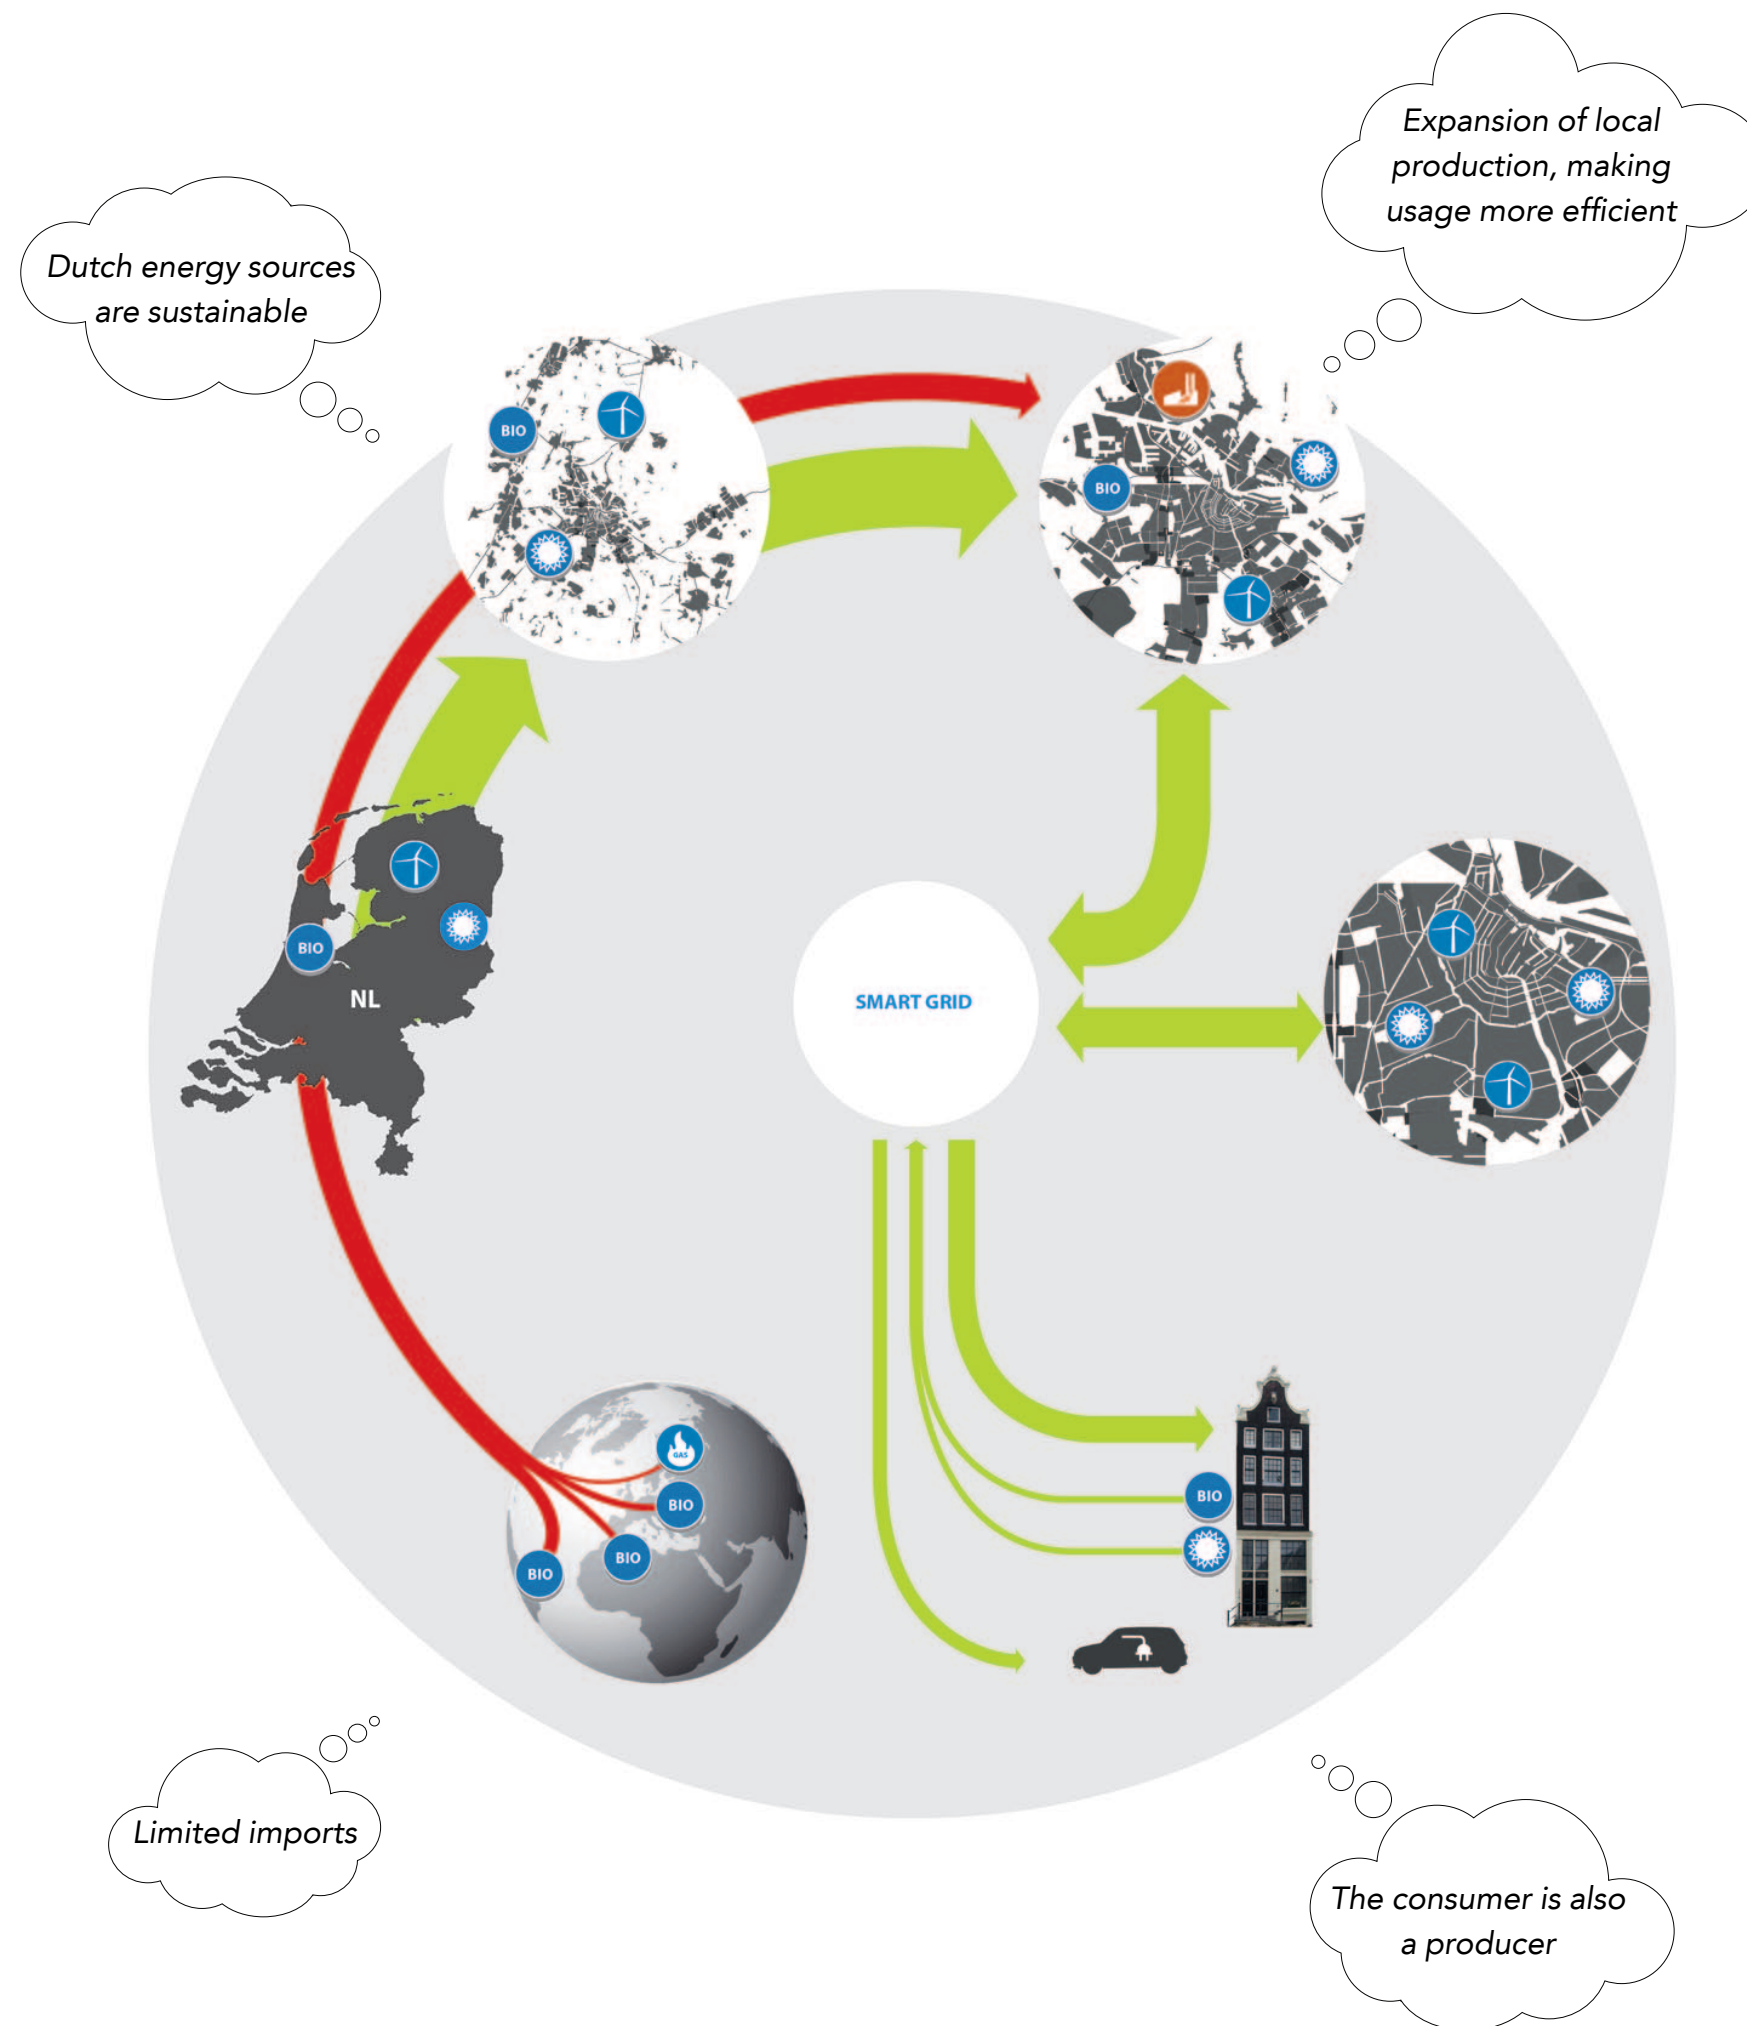 Expansion of local
production, making
usage more efficient
Dutch energy sources
are sustainable
BIO
BIO
BIO
NL
SMART GRID
GAS
BIO
BIO
BIO
BIO
Limited imports
The consumer is also
a producer